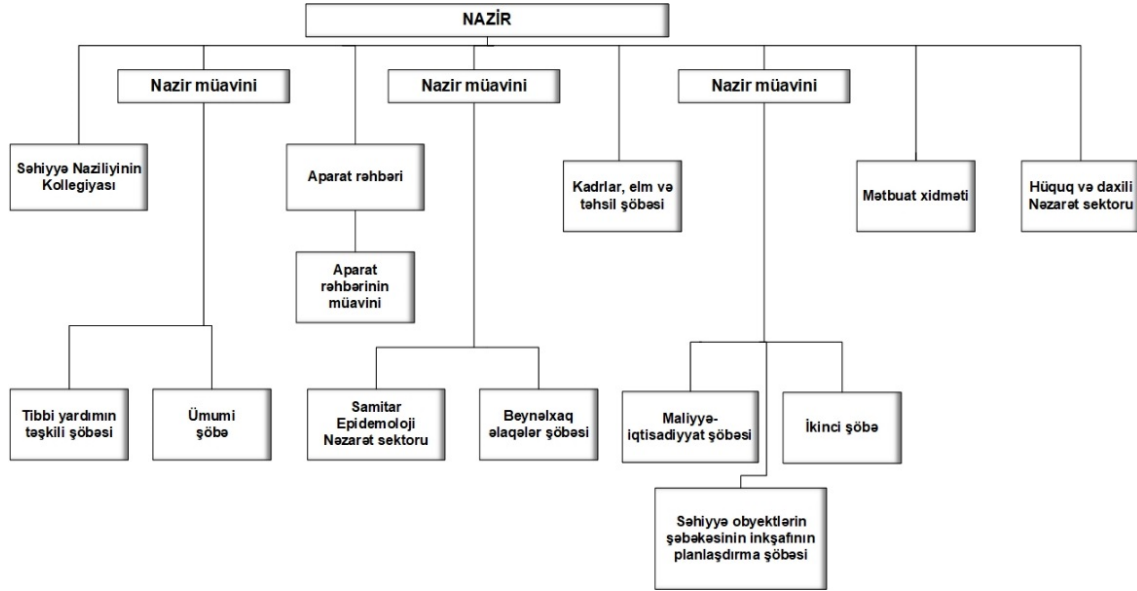 NAZİR
Nazir müavini
Nazir müavini
Nazir müavini
Səhiyyə Naziliyinin
Kollegiyası
Aparat rəhbəri
Kadrlar, elm və
təhsil şöbəsi
Mətbuat xidməti
Hüquq və daxili
Nəzarət sektoru
Aparat
rəhbərinin
müavini
Tibbi yardımın
təşkili şöbəsi
Ümumi
şöbə
Samitar
Epidemoloji
Nəzarət sektoru
Beynəlxaq
əlaqələr şöbəsi
Maliyyə-
iqtisadiyyat şöbəsi
İkinci şöbə
Səhiyyə obyektlərin
şəbəkəsinin inkşafının
planlaşdırma şöbəsi